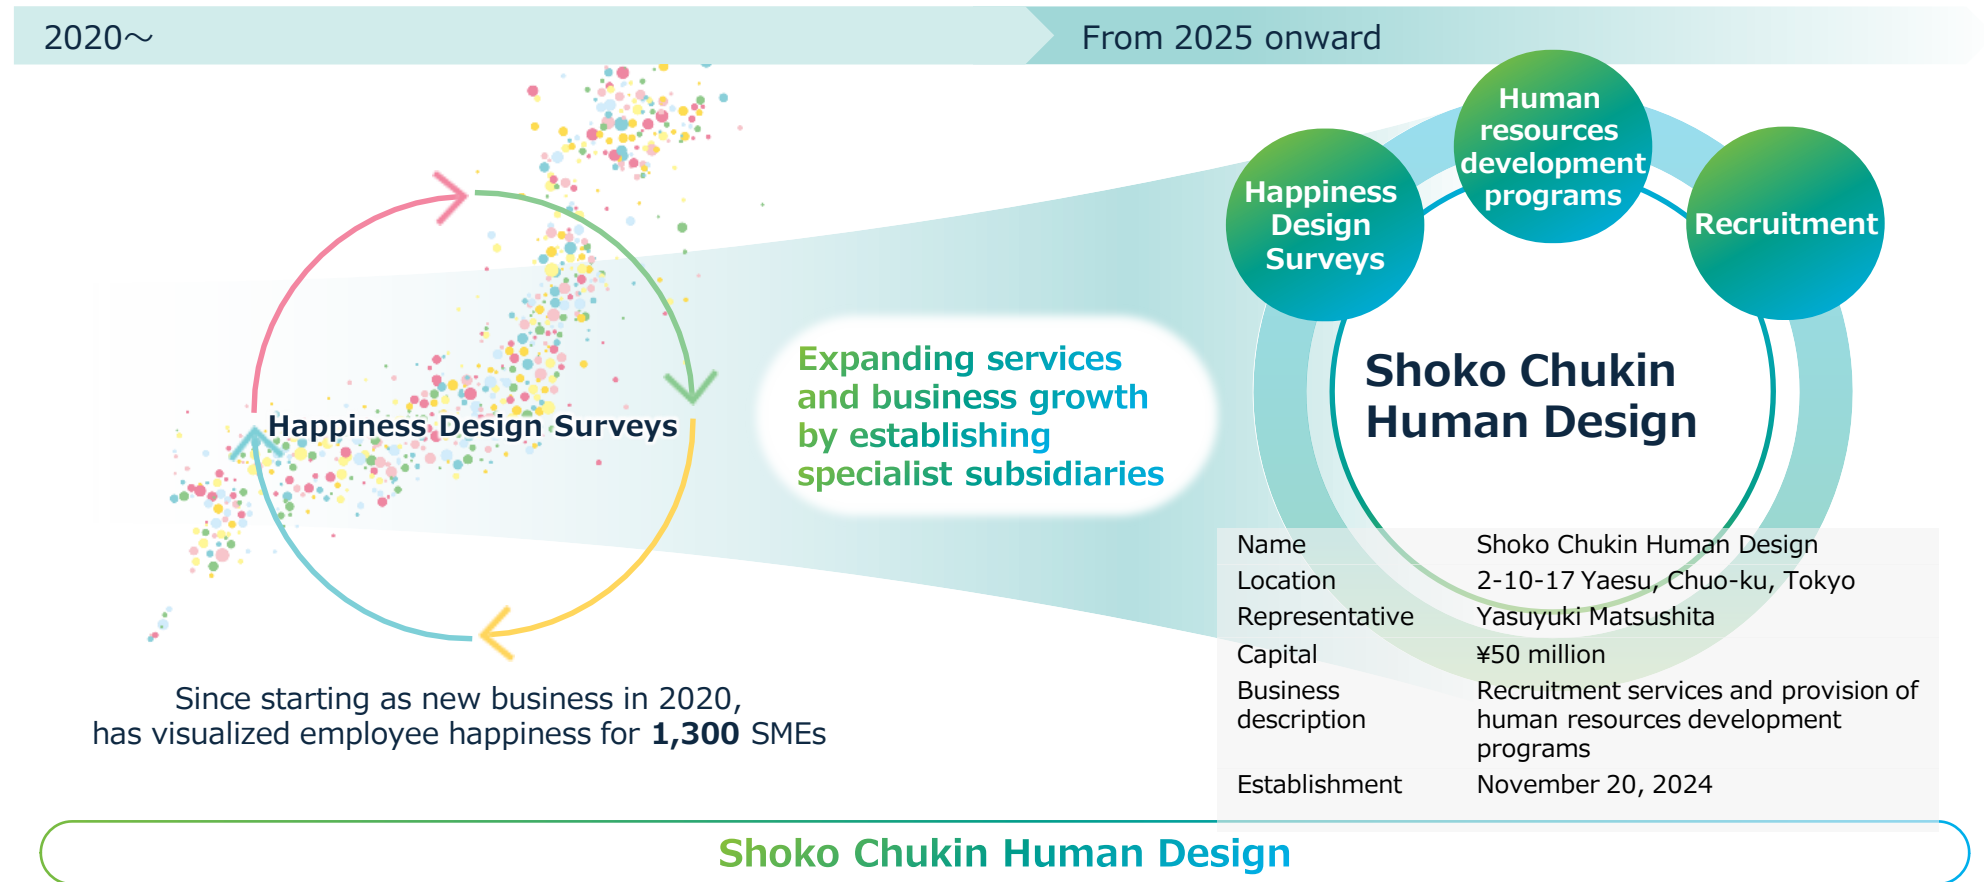 2020～
From 2025 onward
Happiness Design Surveys
Since starting as new business in 2020,
has visualized employee happiness for 1,300 SMEs
Expanding services
and business growth
by establishing
specialist subsidiaries
Happiness
Design
Surveys
Human
resources
development
programs
Recruitment
Shoko Chukin
Human Design
Name Shoko Chukin Human Design
Location 2-10-17 Yaesu, Chuo-ku, Tokyo
Representative Yasuyuki Matsushita
Capital ¥50 million
Business Recruitment services and provision of
description human resources development
programs
Establishment November 20, 2024
Shoko Chukin Human Design